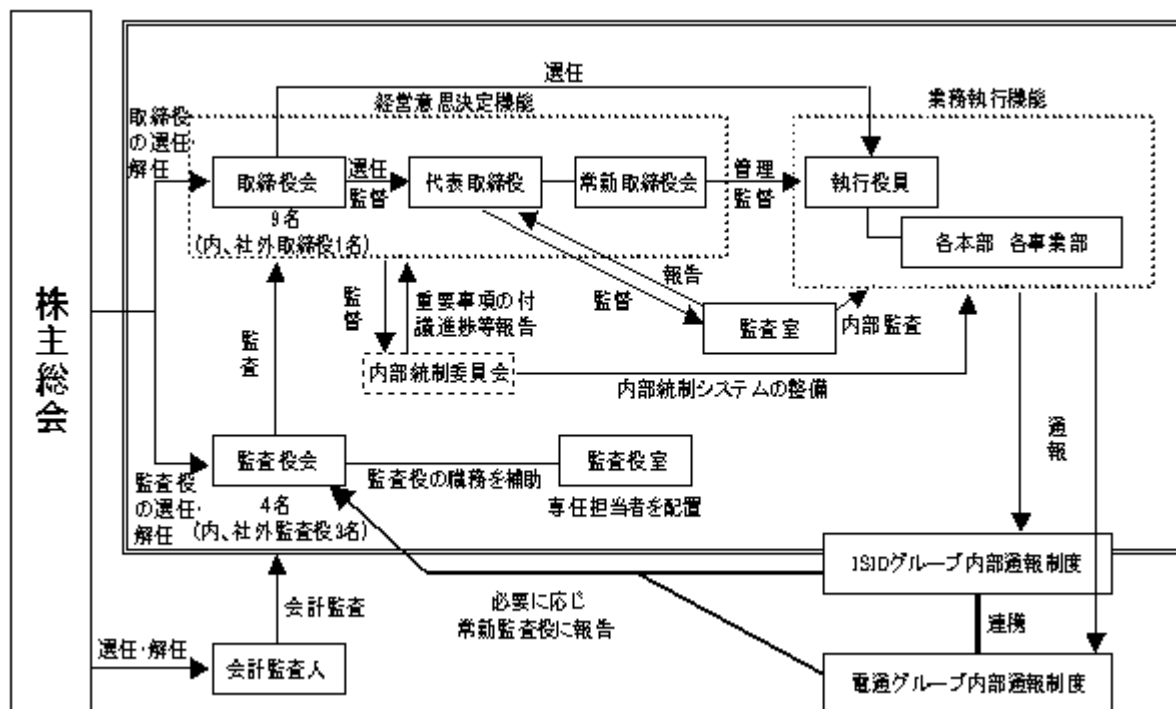 株主総会
選任
経営意思決定機能
業務執行機能
取締役
の選任・
解任
取締役会
選任
監督
代表取締役
常勤取締役会
管理
監督
執行役員
9名
(内、社外取締役1名)
各本部 各事業部
監督
重要事項の付
議進捗等報告
報告
監督
監査室
内部監査
監査
内部統制委員会
内部統制システムの整備
通報
監査役会
監査役の職務を補助
監査役室
専任担当者を配置
監査役
の選任・
解任
4名
(内、社外監査役3名)
ISIDグループ内部通報制度
会計監査
必要に応じ
常勤監査役に報告
連携
選任・解任
会計監査人
電通グループ内部通報制度